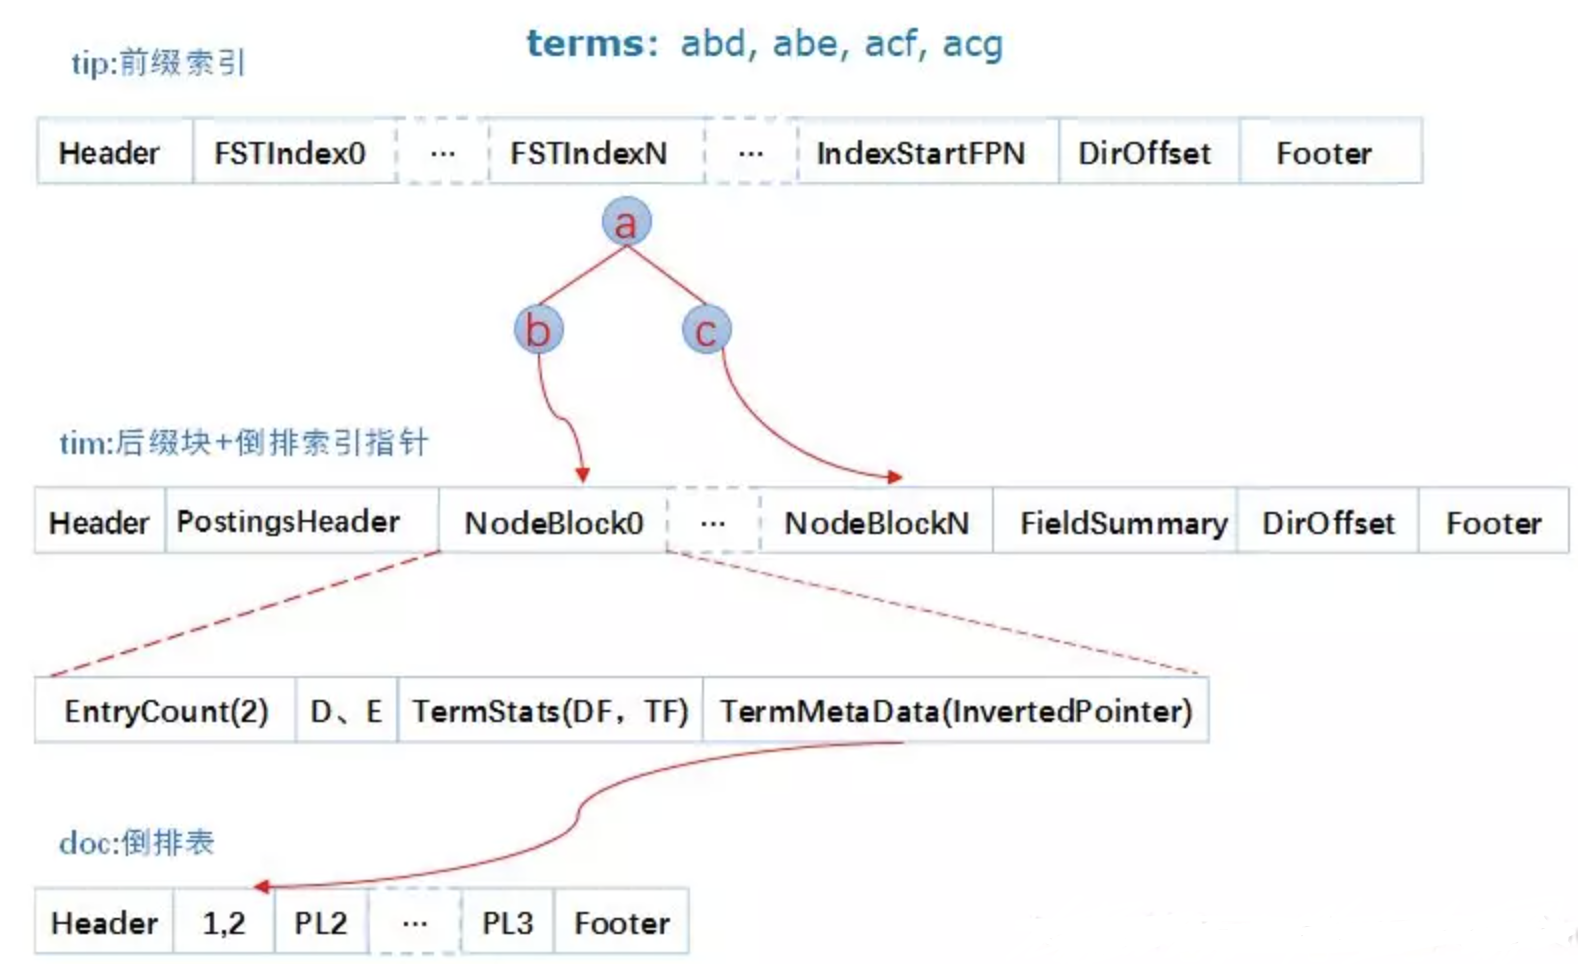 terms: abd, abe, acf, acg
tip:前缀索引
Header FSTIndex0 ... FSTIndexN ... IndexStartFPN DirOffset Footer
a
b c
tim:后缀块+倒排索引指针
Header PostingsHeader NodeBlock0 ... NodeBlockN FieldSummary DirOffset Footer
EntryCount(2) D、E TermStats(DF，TF) TermMetaData(InvertedPointer)
doc:倒排表
Header 1,2 PL2 ... PL3 Footer